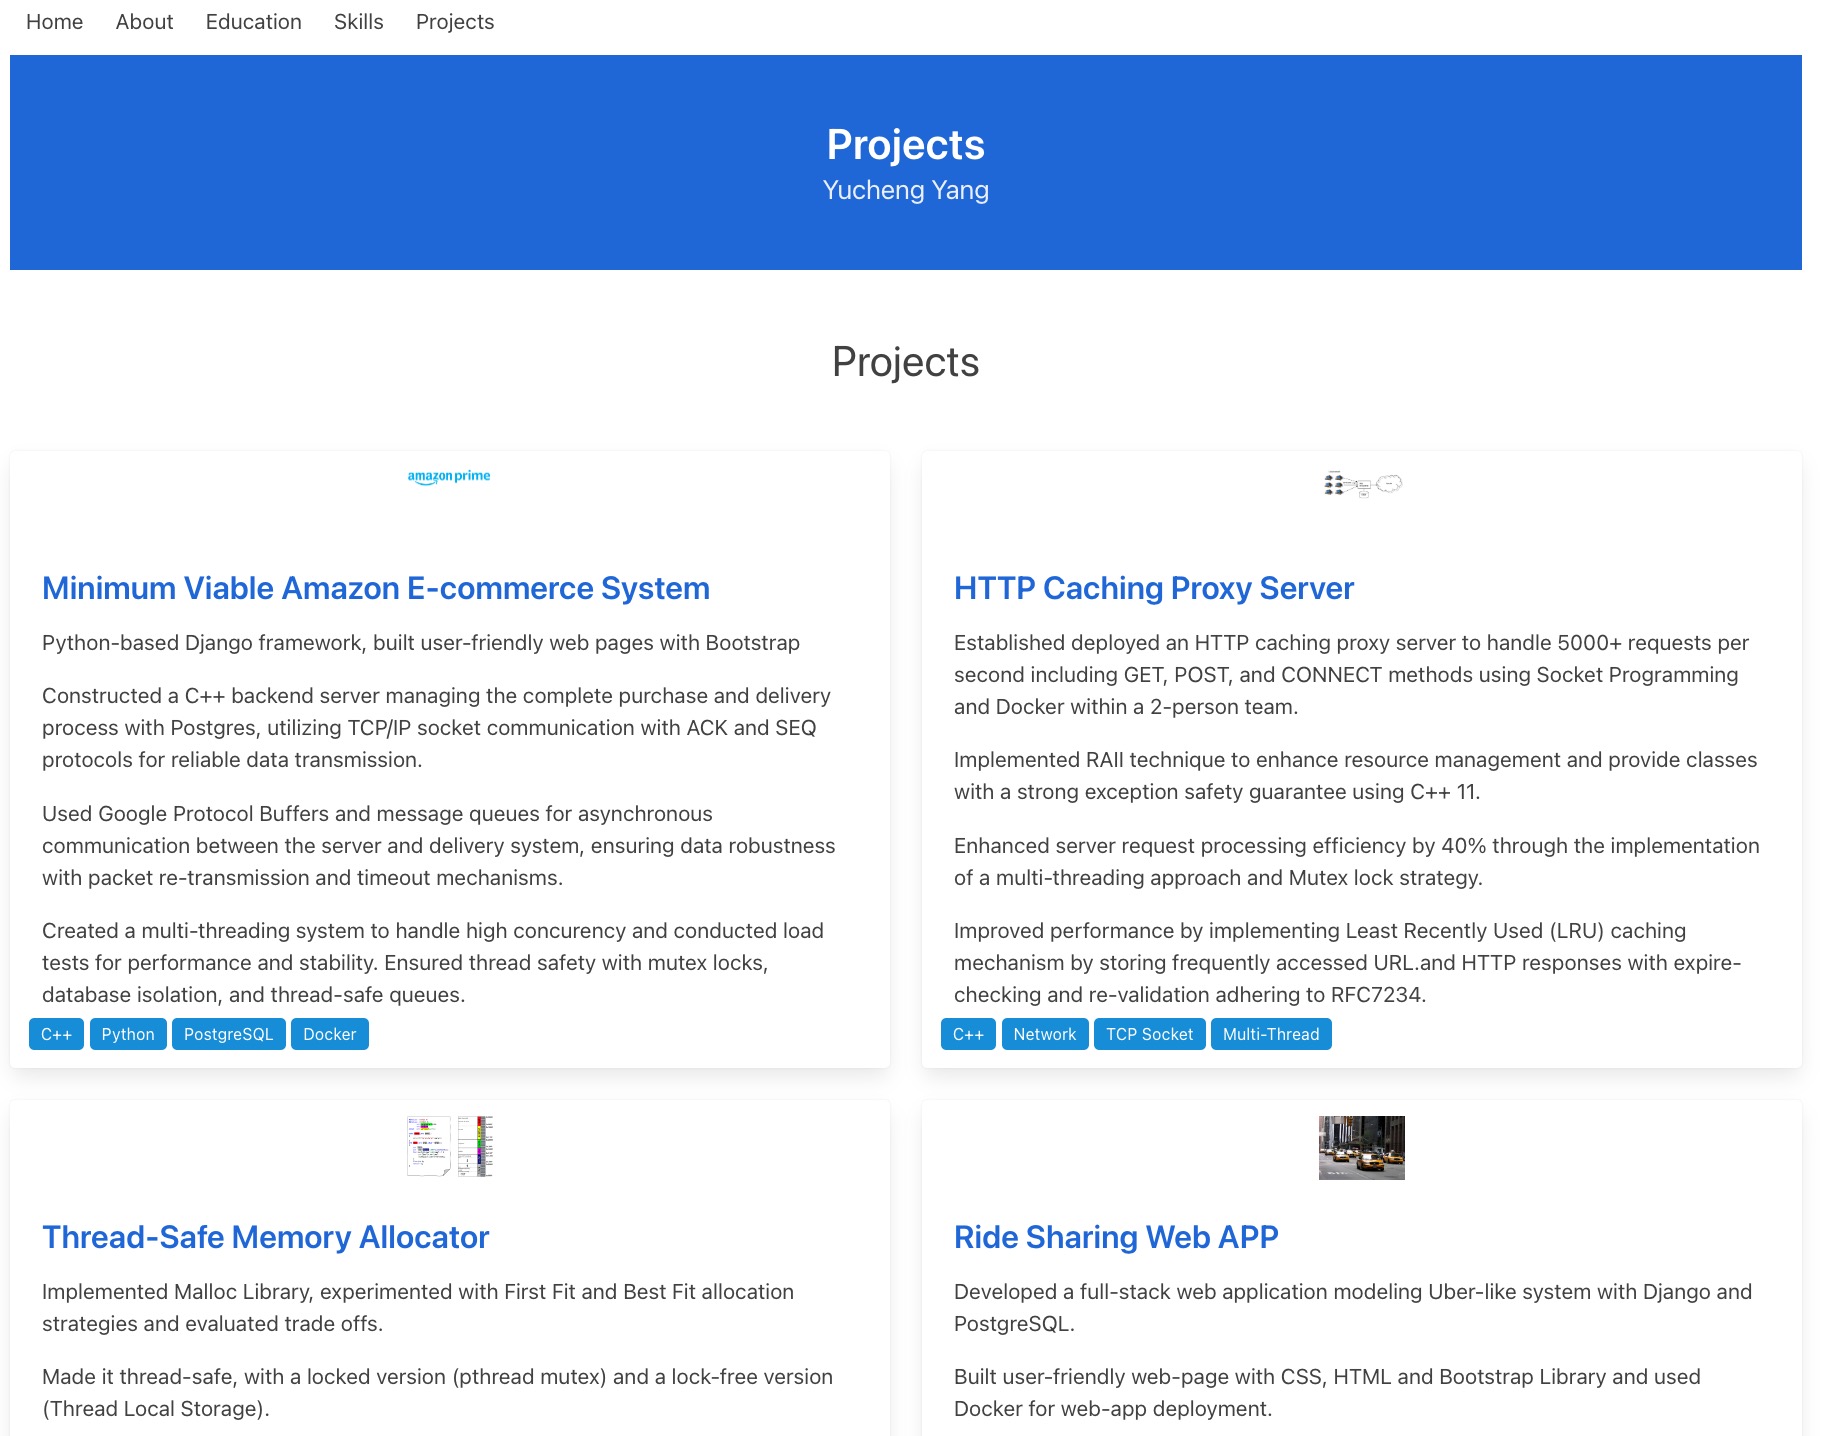 Home About Education Skills Projects
Projects
Yucheng Yang
Projects
amazon prime
Minimum Viable Amazon E-commerce System
Python-based Django framework, built user-friendly web pages with Bootstrap
Constructed a C++ backend server managing the complete purchase and delivery
process with Postgres, utilizing TCP/IP socket communication with ACK and SEQ
protocols for reliable data transmission.
Used Google Protocol Buffers and message queues for asynchronous
communication between the server and delivery system, ensuring data robustness
with packet re-transmission and timeout mechanisms.
Created a multi-threading system to handle high concurency and conducted load
tests for performance and stability. Ensured thread safety with mutex locks,
database isolation, and thread-safe queues.
C++ Python PostgreSQL Docker
HTTP Caching Proxy Server
Established deployed an HTTP caching proxy server to handle 5000+ requests per
second including GET, POST, and CONNECT methods using Socket Programming
and Docker within a 2-person team.
Implemented RAII technique to enhance resource management and provide classes
with a strong exception safety guarantee using C++ 11.
Enhanced server request processing efficiency by 40% through the implementation
of a multi-threading approach and Mutex lock strategy.
Improved performance by implementing Least Recently Used (LRU) caching
mechanism by storing frequently accessed URL.and HTTP responses with expire-
checking and re-validation adhering to RFC7234.
C++ Network TCP Socket Multi-Thread
Thread-Safe Memory Allocator
Implemented Malloc Library, experimented with First Fit and Best Fit allocation
strategies and evaluated trade offs.
Made it thread-safe, with a locked version (pthread mutex) and a lock-free version
(Thread Local Storage).
Ride Sharing Web APP
Developed a full-stack web application modeling Uber-like system with Django and
PostgreSQL.
Built user-friendly web-page with CSS, HTML and Bootstrap Library and used
Docker for web-app deployment.